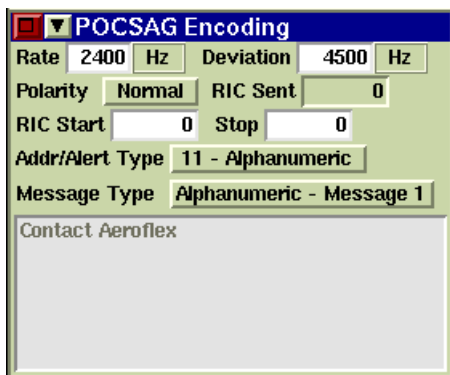 POCSAG Encoding
Rate 2400 Hz Deviation 4500 Hz
Polarity Normal RIC Sent 0
RIC Start 0 Stop 0
Addr/Alert Type 11 - Alphanumeric
Message Type Alphanumeric - Message 1
Contact Aeroflex